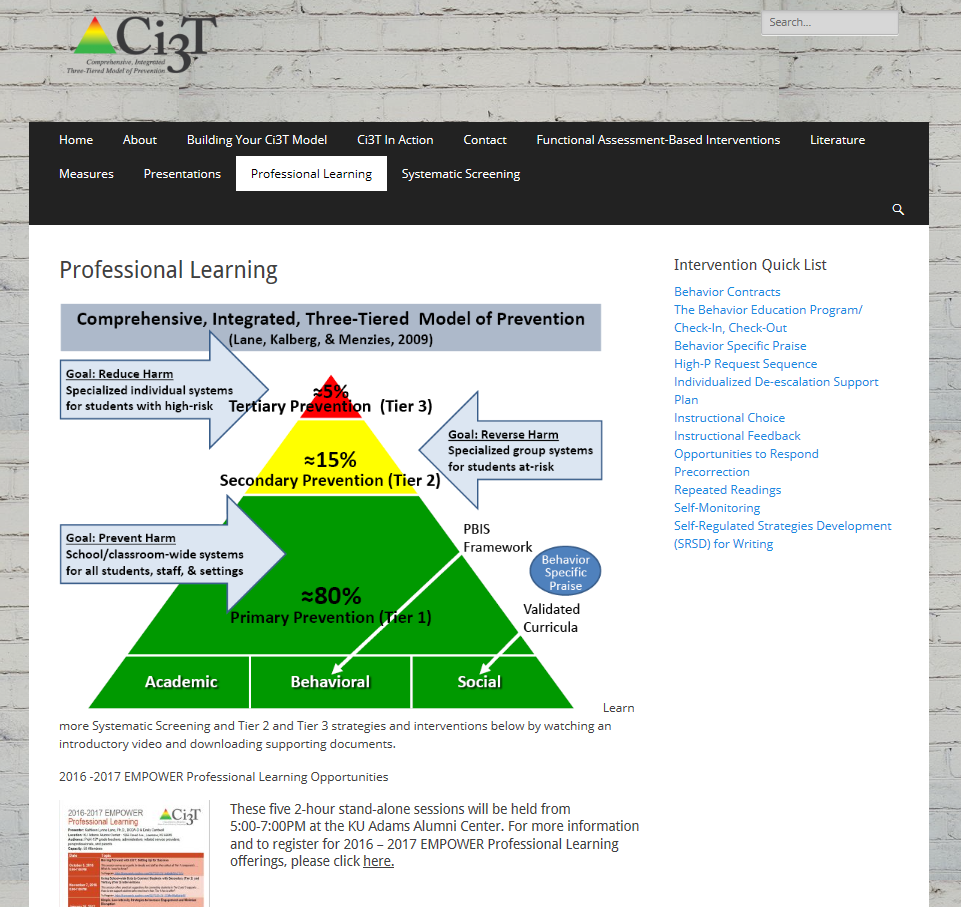 Ci3T
Comprehensive, Integrated
Three-Tiered Model of Prevention
Search...
Home About Building Your Ci3T Model Ci3T In Action Contact Functional Assessment-Based Interventions Literature
Measures Presentations Professional Learning Systematic Screening
Professional Learning
Comprehensive, Integrated, Three-Tiered Model of Prevention
(Lane, Kalberg, & Menzies, 2009)
Goal: Reduce Harm
Specialized individual systems
for students with high-risk
≈5%
Tertiary Prevention (Tier 3)
Goal: Reverse Harm
Specialized group systems
for students at-risk
≈15%
Secondary Prevention (Tier 2)
Goal: Prevent Harm
School/classroom-wide systems
for all students, staff, & settings
PBIS
Framework
Behavior
Specific
Praise
≈80%
Primary Prevention (Tier 1)
Validated
Curricula
Academic Behavioral Social
Learn
more Systematic Screening and Tier 2 and Tier 3 strategies and interventions below by watching an
introductory video and downloading supporting documents.
2016 -2017 EMPOWER Professional Learning Opportunities
2016-2017 EMPOWER
Professional Learning
Ci3T
These five 2-hour stand-alone sessions will be held from
5:00-7:00PM at the KU Adams Alumni Center. For more information
and to register for 2016 – 2017 EMPOWER Professional Learning
offerings, please click here.
Intervention Quick List
Behavior Contracts
The Behavior Education Program/
Check-In, Check-Out
Behavior Specific Praise
High-P Request Sequence
Individualized De-escalation Support
Plan
Instructional Choice
Instructional Feedback
Opportunities to Respond
Precorrection
Repeated Readings
Self-Monitoring
Self-Regulated Strategies Development
(SRSD) for Writing